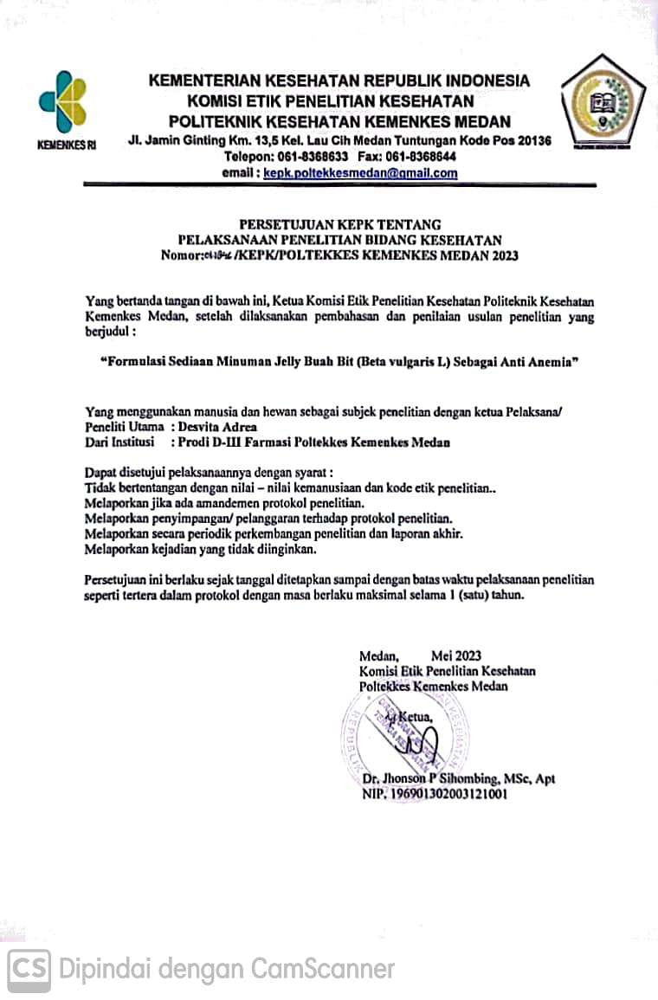 KEMENTERIAN KESEHATAN REPUBLIK INDONESIA
KOMISI ETIK PENELITIAN KESEHATAN
POLITEKNIK KESEHATAN KEMENKES MEDAN
Jl. Jamin Ginting Km. 13,5 Kel. Lau Cih Medan Tuntungan Kode Pos 20136
Telepon: 061-8368633 Fax: 061-8368644
email : kepk.poltekkesmedan@gmail.com
KEMENKES RI
PERSETUJUAN KEPK TENTANG
PELAKSANAAN PENELITIAN BIDANG KESEHATAN
Nomor: /KEPK/POLTEKKES KEMENKES MEDAN 2023
Yang bertanda tangan di bawah ini, Ketua Komisi Etik Penelitian Kesehatan Politeknik Kesehatan
Kemenkes Medan, setelah dilaksanakan pembahasan dan penilaian usulan penelitian yang
berjudul :
“Formulasi Sediaan Minuman Jelly Buah Bit (Beta vulgaris L) Sebagai Anti Anemia”
Yang menggunakan manusia dan hewan sebagai subjek penelitian dengan ketua Pelaksana/
Peneliti Utama : Desvita Adrea
Dari Institusi : Prodi D-III Farmasi Poltekkes Kemenkes Medan
Dapat disetujui pelaksanaannya dengan syarat :
Tidak bertentangan dengan nilai – nilai kemanusiaan dan kode etik penelitian..
Melaporkan jika ada amandemen protokol penelitian.
Melaporkan penyimpangan/ pelanggaran terhadap protokol penelitian.
Melaporkan secara periodik perkembangan penelitian dan laporan akhir.
Melaporkan kejadian yang tidak diinginkan.
Persetujuan ini berlaku sejak tanggal ditetapkan sampai dengan batas waktu pelaksanaan penelitian
seperti tertera dalam protokol dengan masa berlaku maksimal selama 1 (satu) tahun.
Medan, Mei 2023
Komisi Etik Penelitian Kesehatan
Poltekkes Kemenkes Medan
Ketua,
DIREKTORAT JENDERAL
TENAGA KESEHATAN
Dr. Jhonson P Sihombing, MSc, Apt
NIP. 196901302003121001
CS Dipindai dengan CamScanner